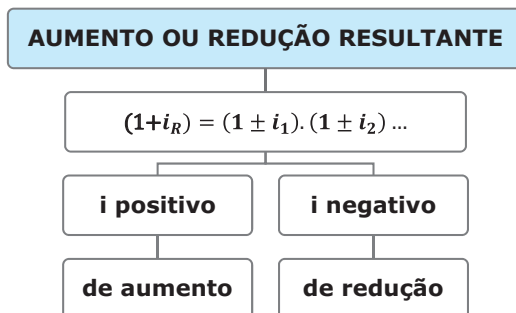 AUMENTO OU REDUÇÃO RESULTANTE
(1+i_R) = (1 ± i_1).(1 ± i_2) ...
i positivo
i negativo
de aumento
de redução